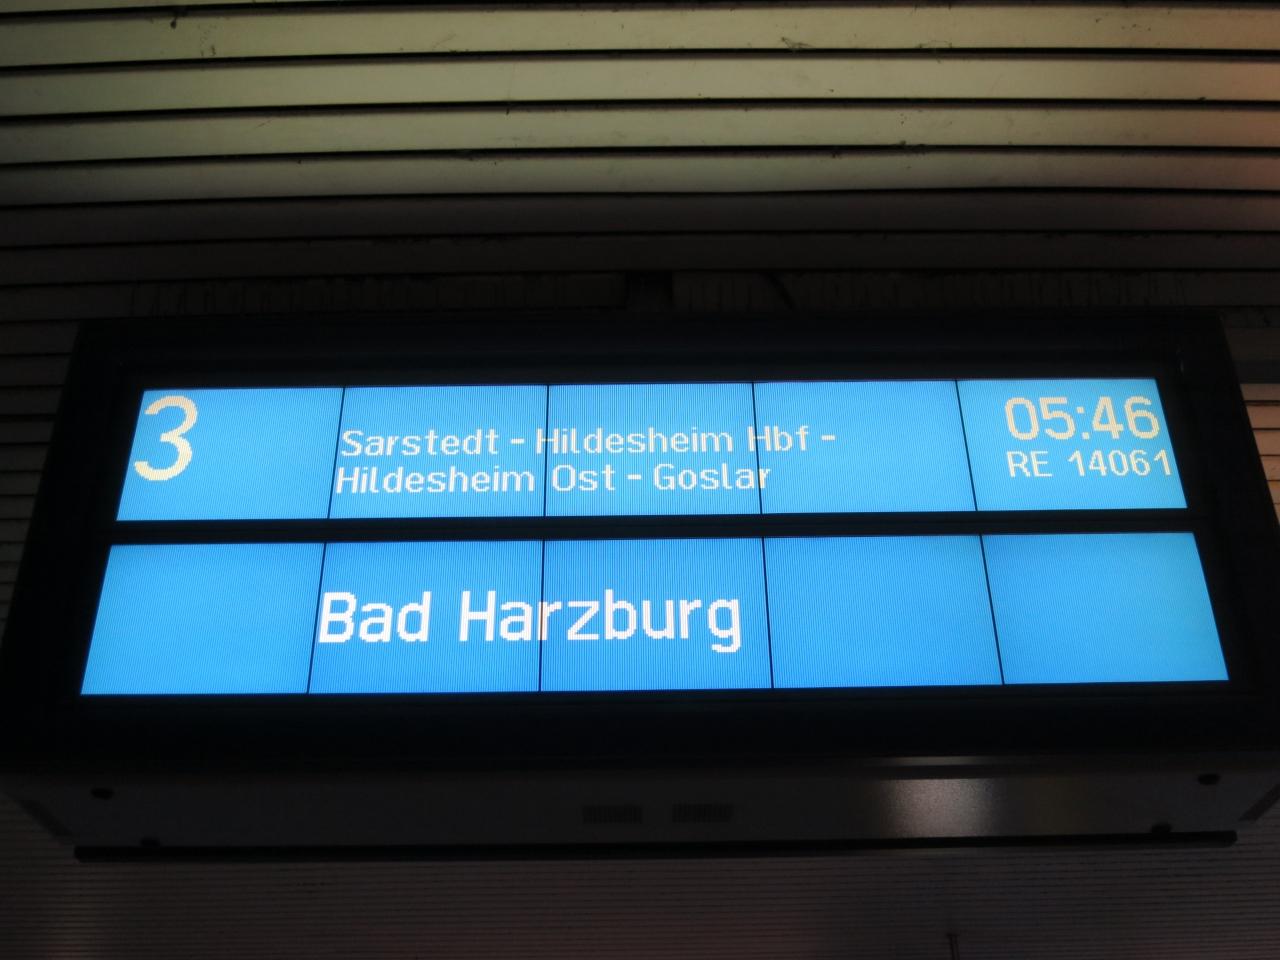 3
Sarstedt - Hildesheim Hbf -
Hildesheim Ost - Goslar
05:46
RE 14061
Bad Harzburg